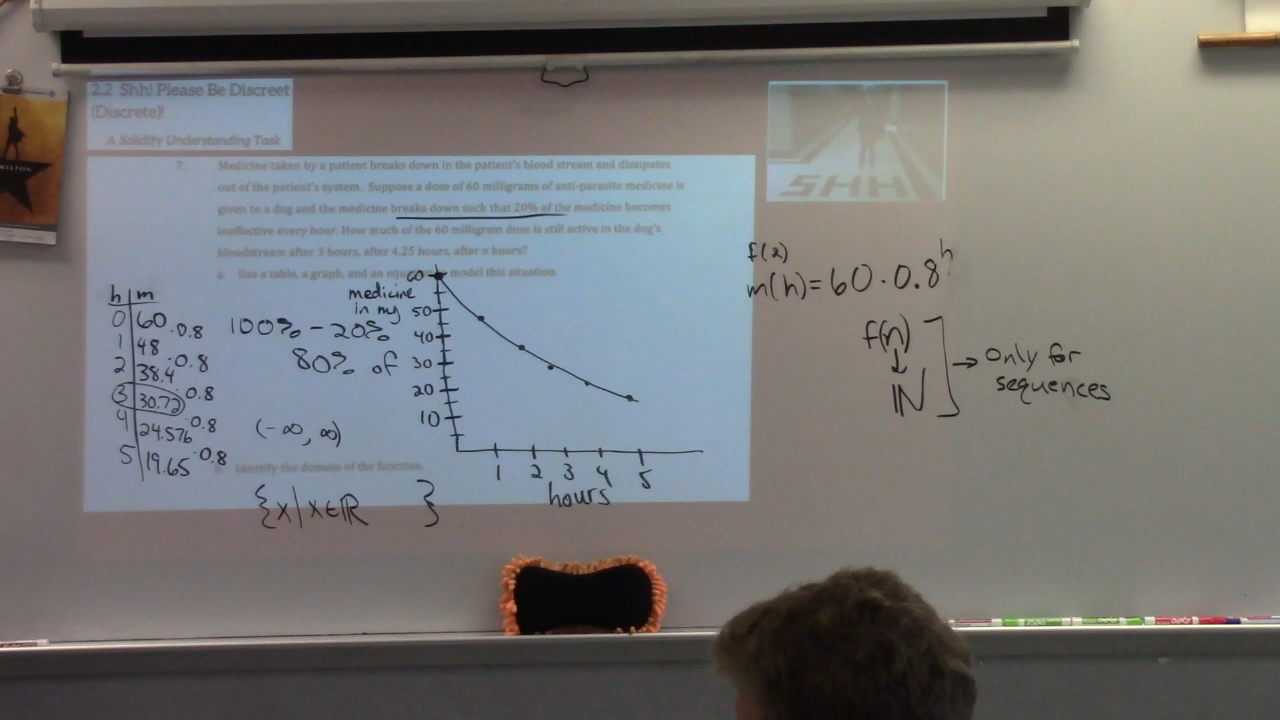 2.2 Shh! Please Be Discreet
(Discrete)!
A Solidify Understanding Task
7. Medicine taken by a patient breaks down in the patient's blood stream and dissipates
out of the patient's system. Suppose a dose of 60 milligrams of anti-parasite medicine is
given to a dog and the medicine breaks down such that 20% of the medicine becomes
ineffective every hour. How much of the 60 milligram dose is still active in the dog's
bloodstream after 3 hours, after 4.25 hours, after n hours?
a. Use a table, a graph, and an model this situation.
h m
0 60 · 0.8
1 48
2 38.4 · 0.8
3 30.72 · 0.8
4 24.576 · 0.8
5 19.65 · 0.8
100% - 20%
80% of
(-∞, ∞)
Identify the domain of the function.
{x | x ∈ ℝ }
medicine
in my
60
50
40
30
20
10
1 2 3 4 5
hours
SHH
f(x)
m(h) = 60 · 0.8^h
f(n)
↓
ℕ
→ Only for
sequences